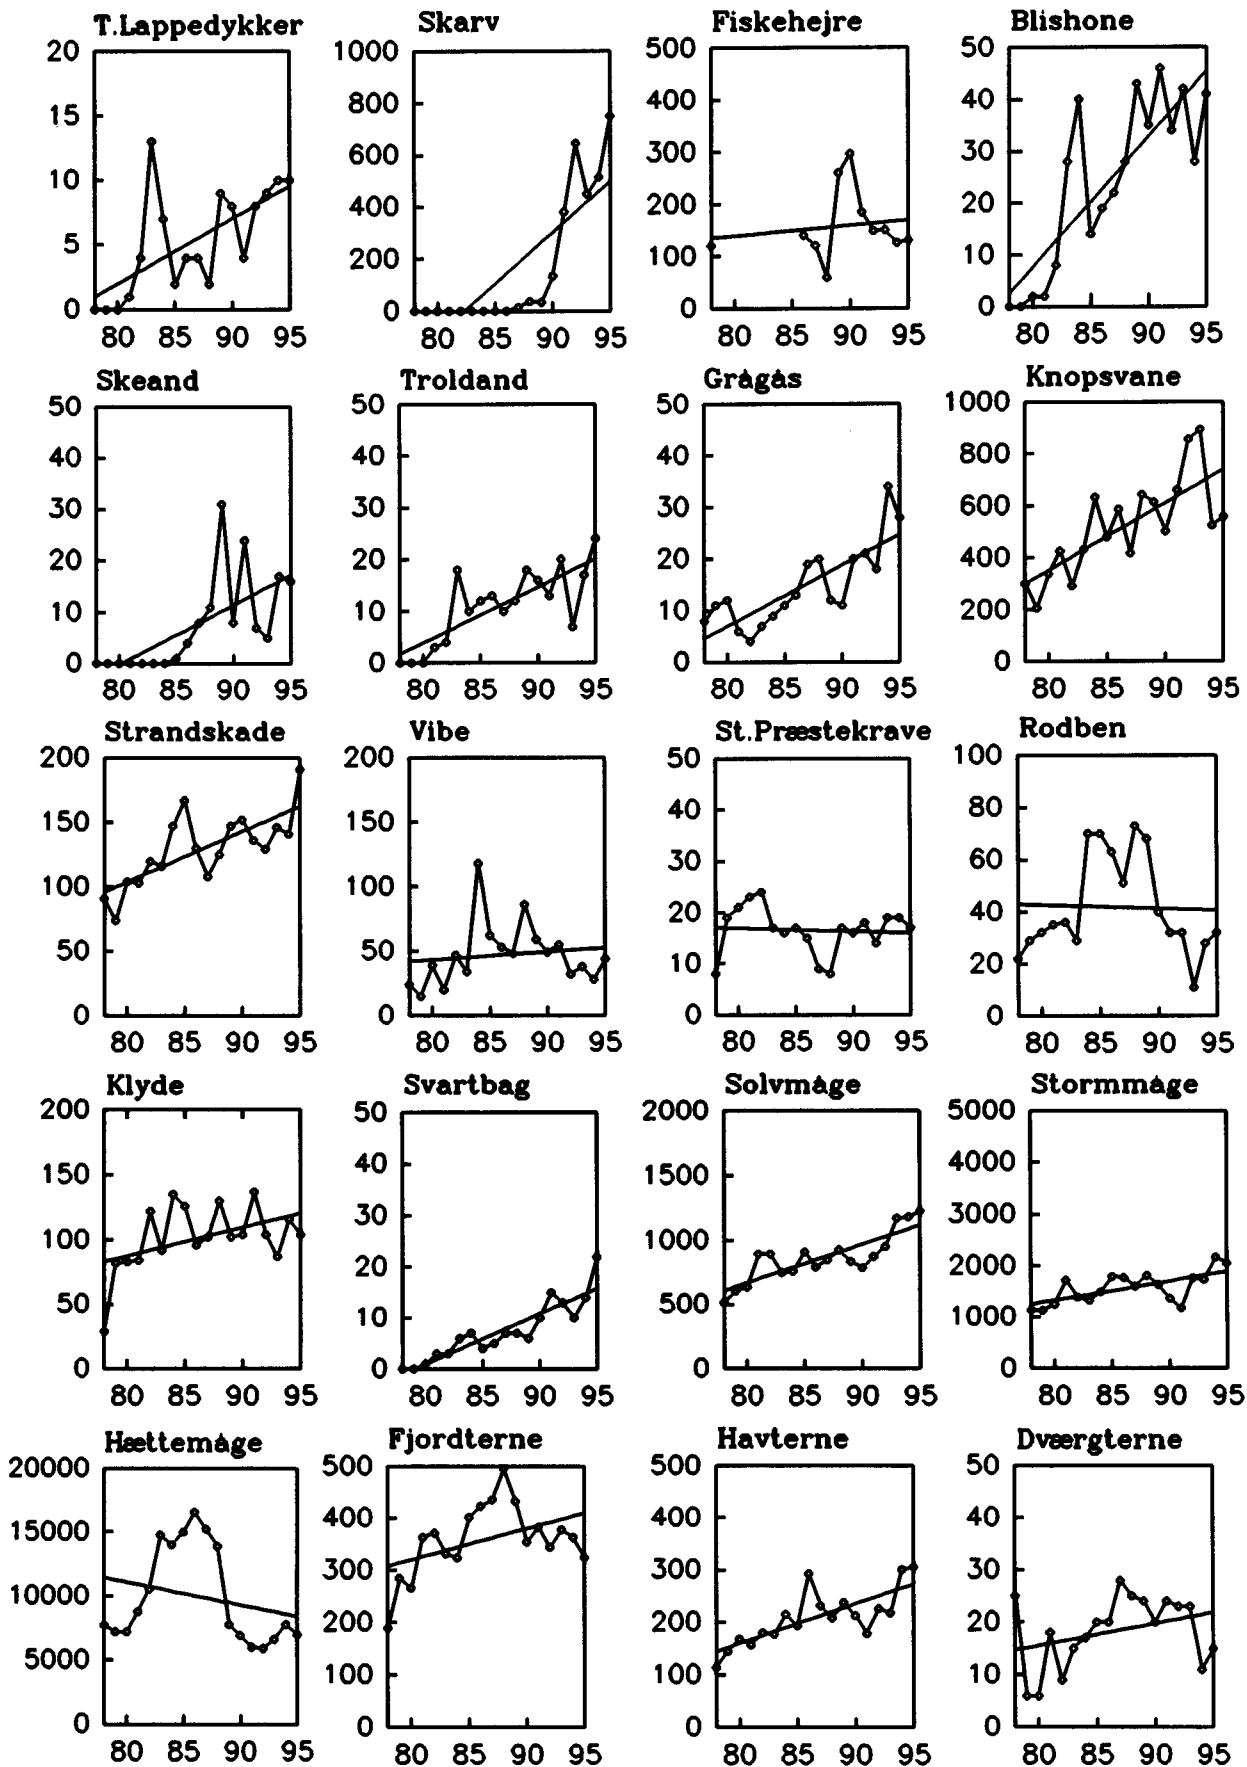 T.Lappedykker
20
15
10
5
0
80 85 90 95
Skarv
1000
800
600
400
200
0
80 85 90 95
Fiskehejre
500
400
300
200
100
0
80 85 90 95
Blishone
50
40
30
20
10
0
80 85 90 95
Skeand
50
40
30
20
10
0
80 85 90 95
Troldand
50
40
30
20
10
0
80 85 90 95
Grågås
50
40
30
20
10
0
80 85 90 95
Knopsvane
1000
800
600
400
200
0
80 85 90 95
Strandskade
200
150
100
50
0
80 85 90 95
Vibe
200
150
100
50
0
80 85 90 95
St.Præstekrave
50
40
30
20
10
0
80 85 90 95
Rodben
100
80
60
40
20
0
80 85 90 95
Klyde
200
150
100
50
0
80 85 90 95
Svartbag
50
40
30
20
10
0
80 85 90 95
Solvmåge
2000
1500
1000
500
0
80 85 90 95
Stormmåge
5000
4000
3000
2000
1000
0
80 85 90 95
Hættemåge
20000
15000
10000
5000
0
80 85 90 95
Fjordterne
500
400
300
200
100
0
80 85 90 95
Havterne
500
400
300
200
100
0
80 85 90 95
Dværgterne
50
40
30
20
10
0
80 85 90 95